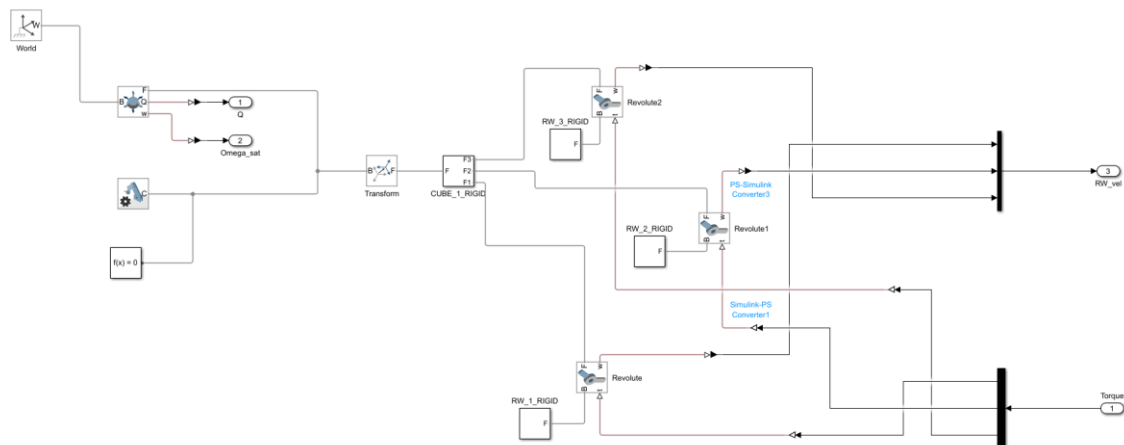 W
World
F
B
Q
w
1
Q
2
Omega_sat
C
f(x) = 0
B
F
Transform
F
F3
F2
F1
CUBE_1_RIGID
F
w
B
t
Revolute2
RW_3_RIGID
F
PS-Simulink
Converter3
F
w
B
t
Revolute1
RW_2_RIGID
F
Simulink-PS
Converter1
F
w
B
t
Revolute
RW_1_RIGID
F
3
RW_vel
Torque
1